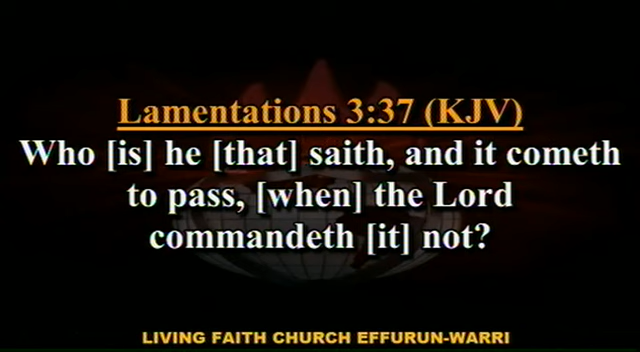 Lamentations 3:37 (KJV)
Who [is] he [that] saith, and it cometh
to pass, [when] the Lord
commandeth [it] not?
LIVING FAITH CHURCH EFFURUN-WARRI